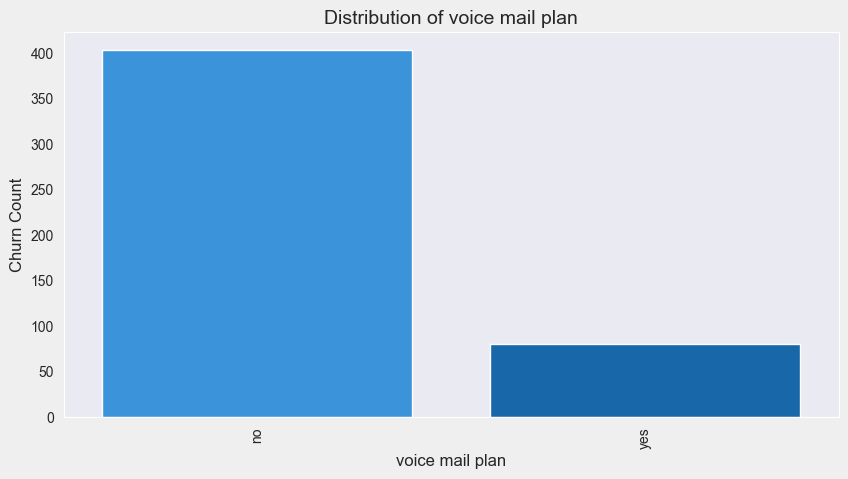 Distribution of voice mail plan
Churn Count
400
350
300
250
200
150
100
50
0
no
yes
voice mail plan